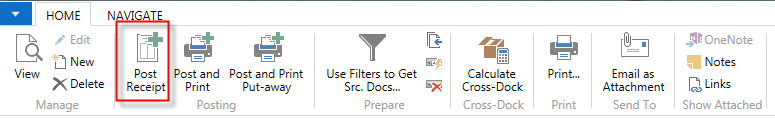 HOME NAVIGATE
View
Edit
New
Delete
Manage
Post
Receipt
Post and
Print
Post and Print
Put-away
Posting
Use Filters to Get
Src. Docs...
Prepare
Calculate
Cross-Dock
Cross-Dock
Print...
Print
Email as
Attachment
Send To
OneNote
Notes
Links
Show Attached